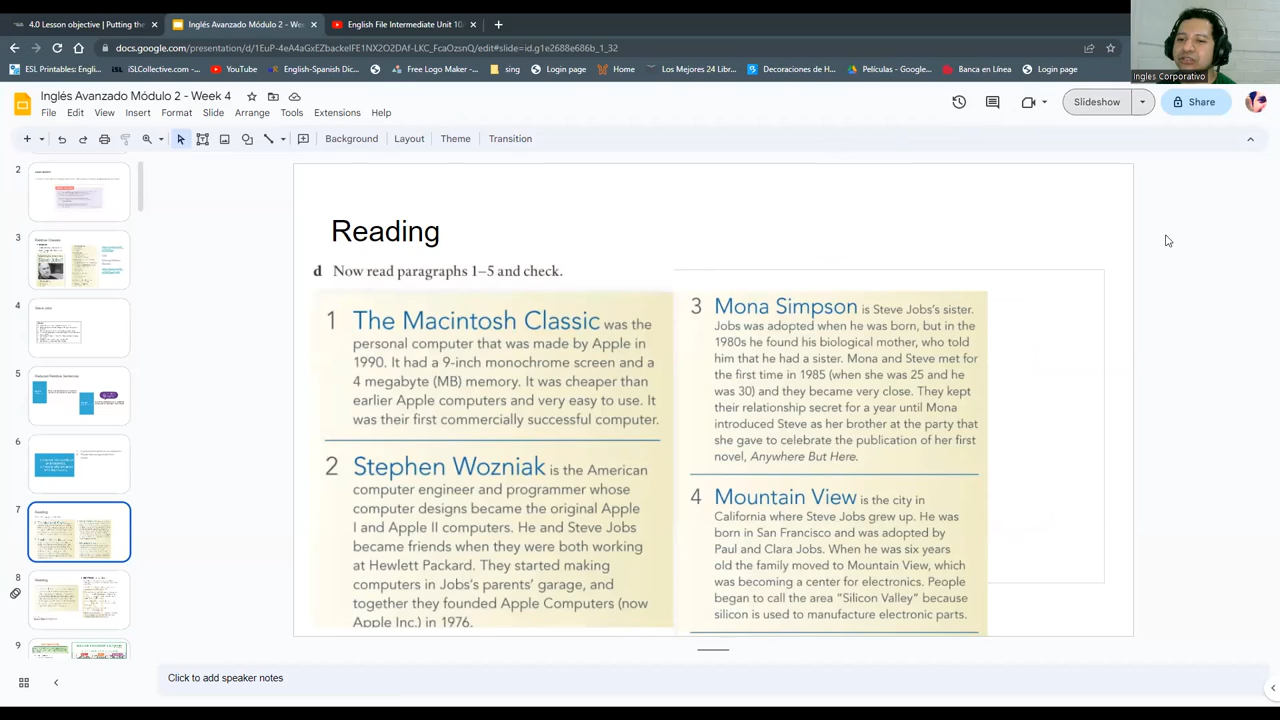 4.0 Lesson objective | Putting the
Inglés Avanzado Módulo 2 - We
English File Intermediate Unit 10
docs.google.com/presentation/d/1EuP-4eA4aGxEZbackelFE1NX2O2DAf-LKC_FcaOzsnQ/edit#slide=id.g1e2688e686b_1_32
ESL Printables: Engli...
iSLCollective.com -...
YouTube
English-Spanish Dic...
Free Logo Maker -...
1
Login page
Home
Los Mejores 24 Libr...
Decoraciones de H...
Películas - Google...
Banca en Línea
Login page
Ingles Corporativo
Inglés Avanzado Módulo 2 - Week 4
File Edit View Insert Format Slide Arrange Tools Extensions Help
Slideshow
Share
Background Layout Theme Transition
2
3
4
5
6
7
8
9
Reading
d Now read paragraphs 1–5 and check.
1 The Macintosh Classic was the
personal computer that was made by Apple in
1990. It had a 9-inch monochrome screen and a
4 megabyte (MB) memory. It was cheaper than
earlier Apple computers and very easy to use. It
was their first commercially successful computer.
2 Stephen Wozniak is the American
computer engineer and programmer whose
computer designs became the original Apple
I and Apple II computers. He and Steve Jobs
became friends when they were both working
at Hewlett Packard. They started making
computers in Jobs's parents' garage, and
together they founded Apple Computers (now
Apple Inc.) in 1976.
3 Mona Simpson is Steve Jobs's sister.
Jobs was adopted when he was born, but in the
1980s he found his biological mother, who told
him that he had a sister. Mona and Steve met for
the first time in 1985 (when she was 25 and he
was 30) and they became very close. They kept
their relationship secret for a year until Mona
introduced Steve as her brother at the party that
she gave to celebrate the publication of her first
novel, Anywhere But Here.
4 Mountain View is the city in
California where Steve Jobs grew up. He was
born in San Francisco and was adopted by
Paul and Clara Jobs. When he was six years
old the family moved to Mountain View, which
was becoming a center for electronics. People
began to call the area "Silicon Valley" because
silicon is used to manufacture electronic parts.
Click to add speaker notes